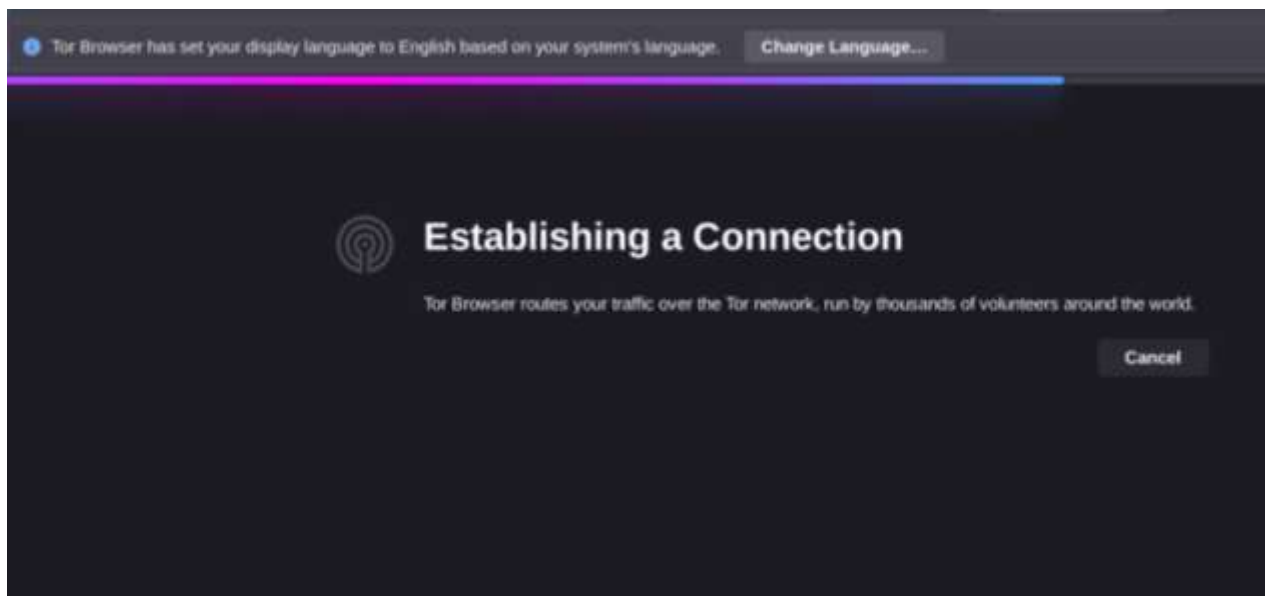 Tor Browser has set your display language to English based on your system's language. Change Language...
Establishing a Connection
Tor Browser routes your traffic over the Tor network, run by thousands of volunteers around the world.
Cancel